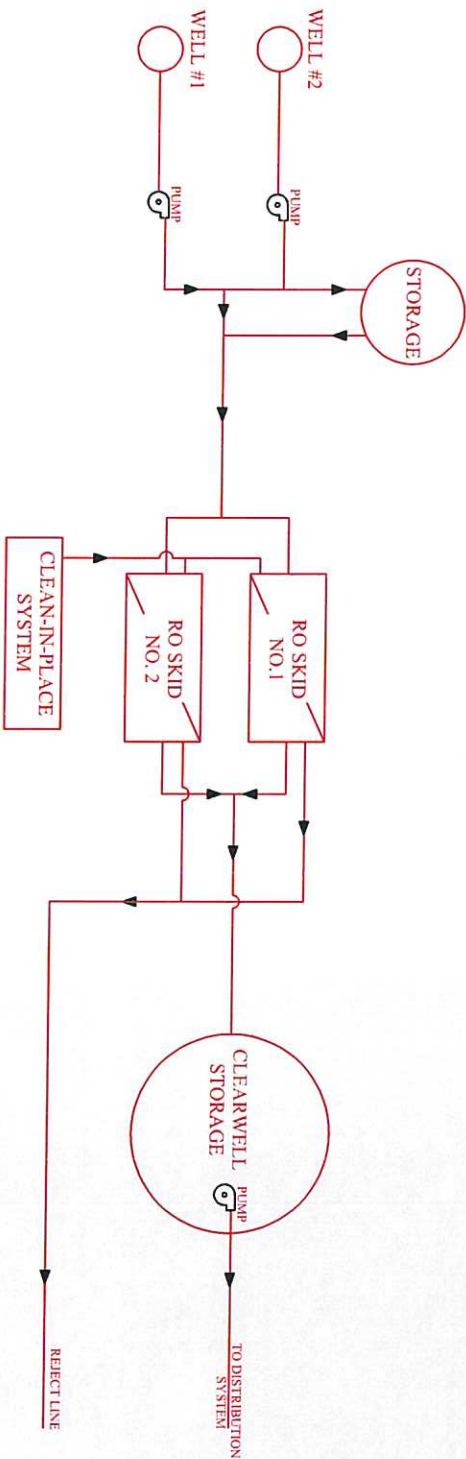 WELL #2
WELL #1
PUMP
PUMP
STORAGE
RO SKID
NO.1
RO SKID
NO. 2
CLEAN-IN-PLACE
SYSTEM
CLEARWELL
STORAGE
PUMP
TO DISTRIBUTION
SYSTEM
REJECT LINE